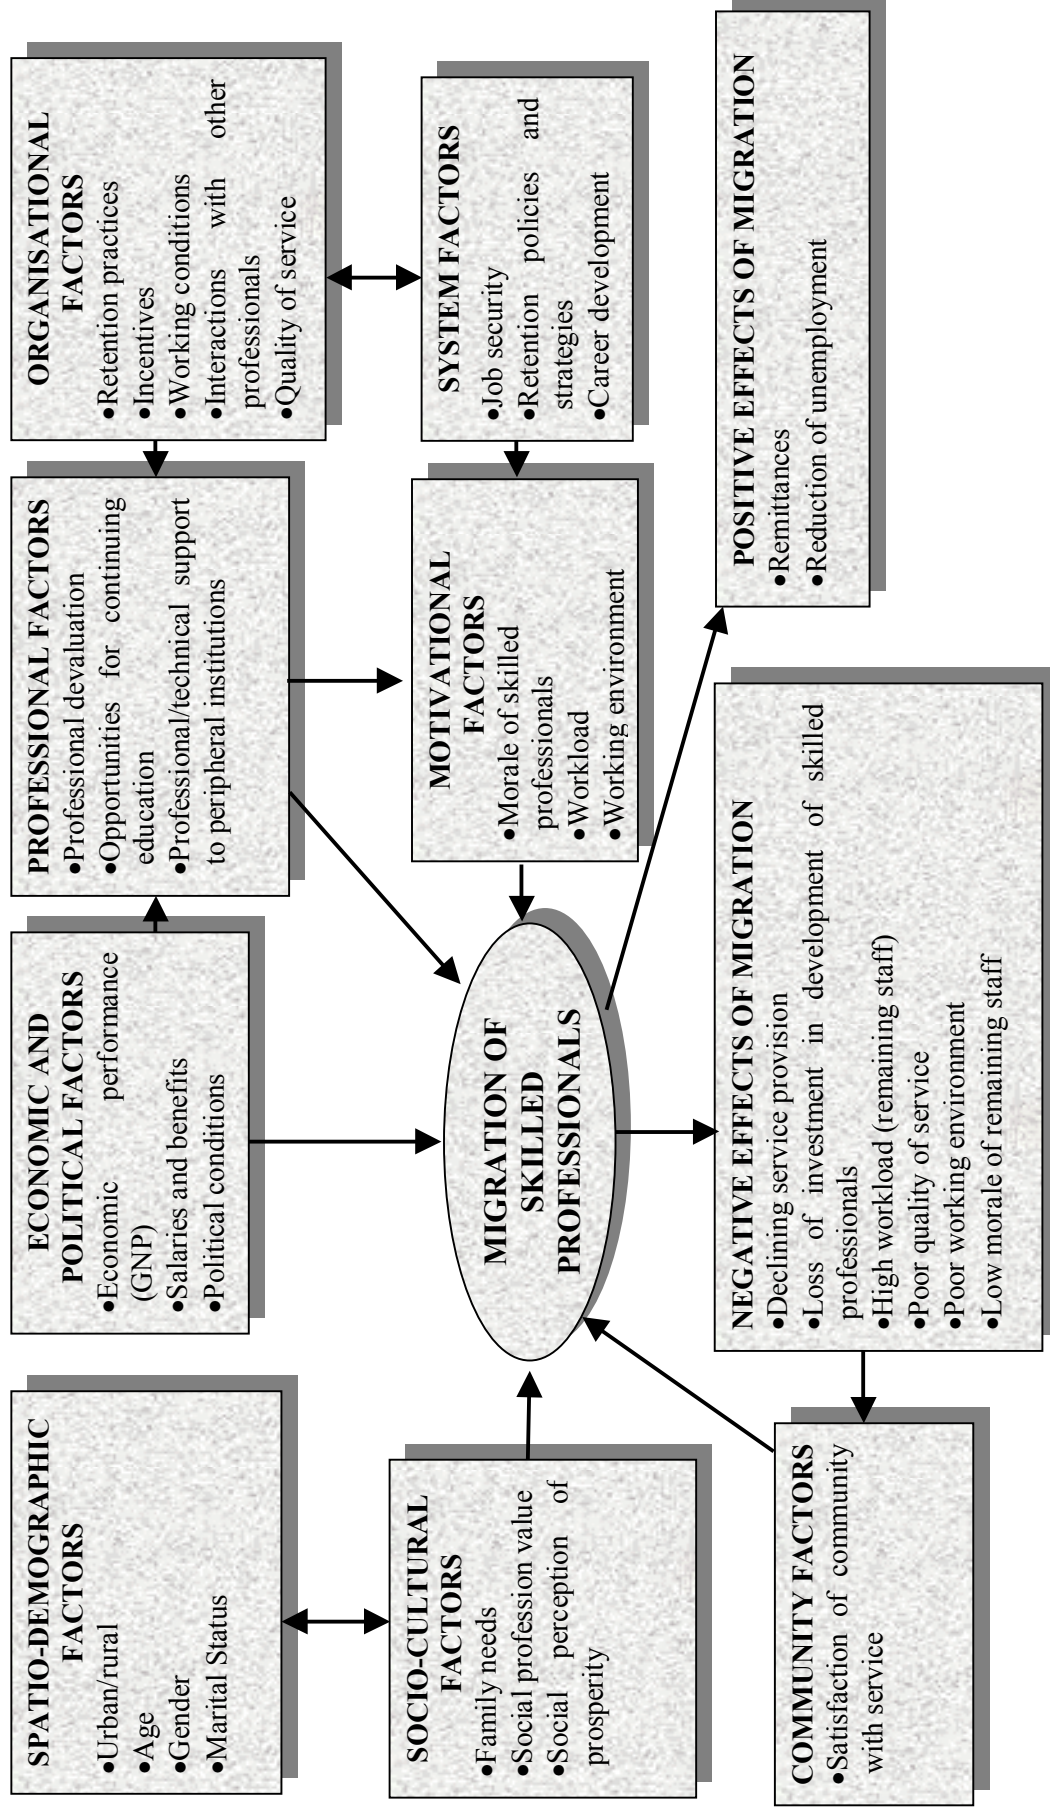 SPATIO-DEMOGRAPHIC
FACTORS
•Urban/rural
•Age
•Gender
•Marital Status
ECONOMIC AND
POLITICAL FACTORS
•Economic performance
(GNP)
•Salaries and benefits
•Political conditions
PROFESSIONAL FACTORS
•Professional devaluation
•Opportunities for continuing
education
•Professional/technical support
to peripheral institutions
ORGANISATIONAL
FACTORS
•Retention practices
•Incentives
•Working conditions
•Interactions with other
professionals
•Quality of service
SOCIO-CULTURAL
FACTORS
•Family needs
•Social profession value
•Social perception of
prosperity
MIGRATION OF
SKILLED
PROFESSIONALS
MOTIVATIONAL
FACTORS
•Morale of skilled
professionals
•Workload
•Working environment
SYSTEM FACTORS
•Job security
•Retention policies and
strategies
•Career development
COMMUNITY FACTORS
•Satisfaction of community
with service
NEGATIVE EFFECTS OF MIGRATION
•Declining service provision
•Loss of investment in development of skilled
professionals
•High workload (remaining staff)
•Poor quality of service
•Poor working environment
•Low morale of remaining staff
POSITIVE EFFECTS OF MIGRATION
•Remittances
•Reduction of unemployment